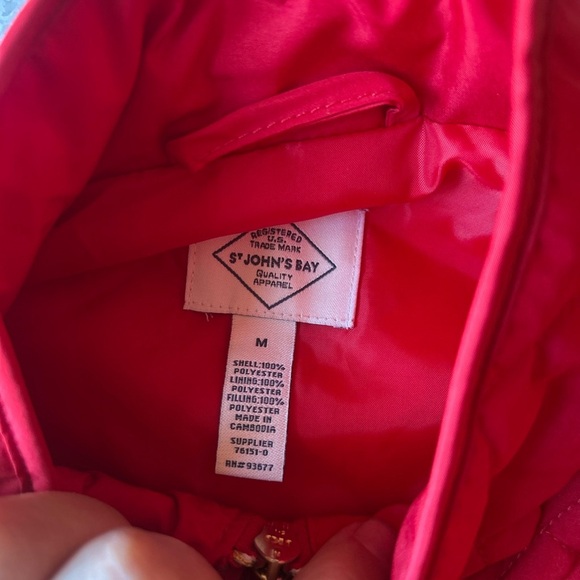 REGISTERED
U.S.
TRADE MARK
ST JOHN'S BAY
QUALITY
APPAREL
M
SHELL:100%
POLYESTER
LINING:100%
POLYESTER
FILLING:100%
POLYESTER
MADE IN
CAMBODIA
SUPPLIER
76151-0
RN#93677